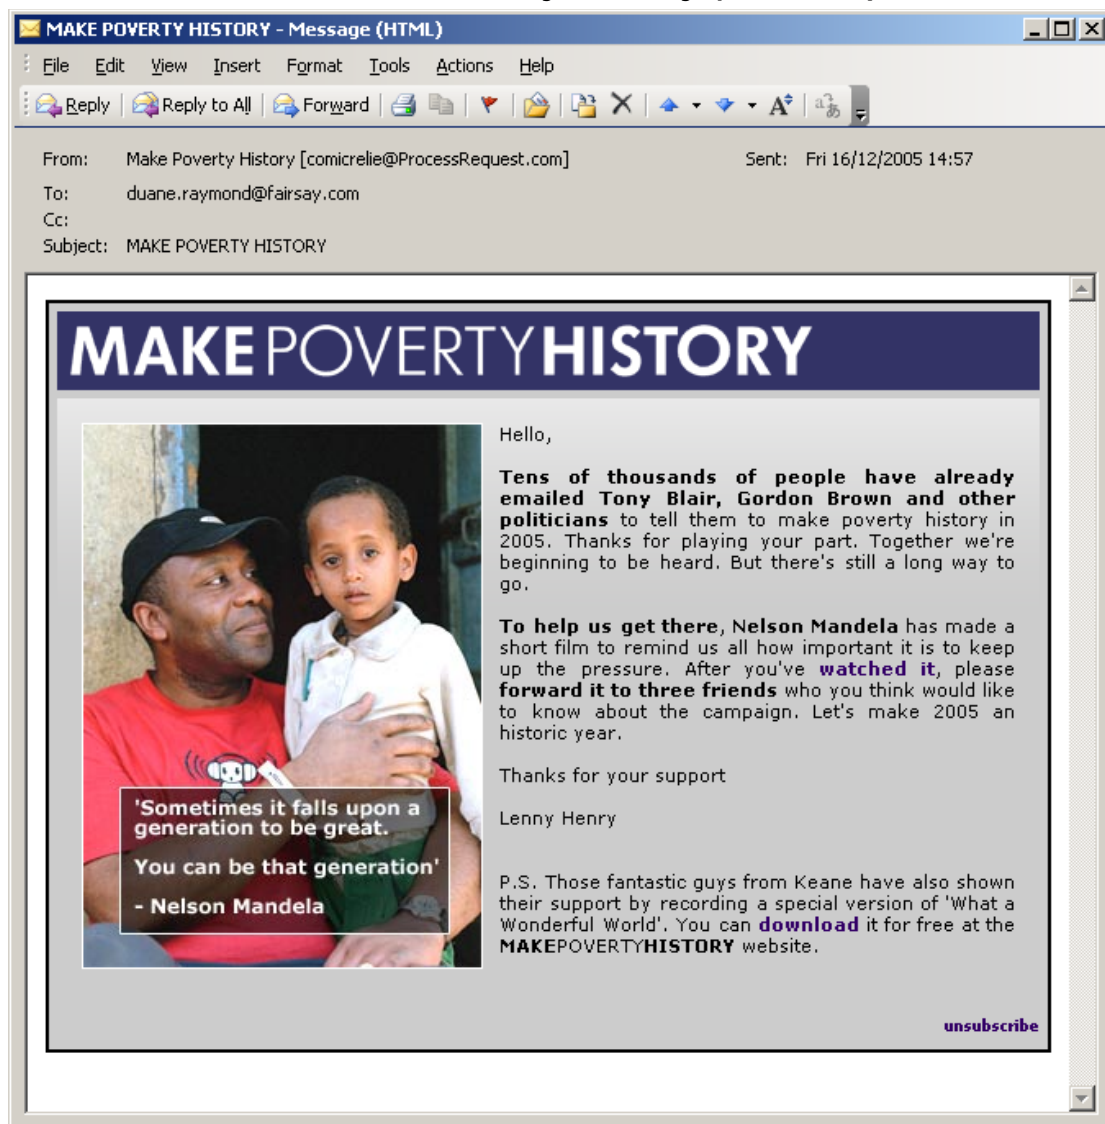 MAKE POVERTY HISTORY - Message (HTML)
File Edit View Insert Format Tools Actions Help
Reply Reply to All Forward
From: Make Poverty History [comicrelie@ProcessRequest.com] Sent: Fri 16/12/2005 14:57
To: duane.raymond@fairsay.com
Cc:
Subject: MAKE POVERTY HISTORY
MAKEPOVERTYHISTORY
'Sometimes it falls upon a
generation to be great.
You can be that generation'
- Nelson Mandela
Hello,
Tens of thousands of people have already
emailed Tony Blair, Gordon Brown and other
politicians to tell them to make poverty history in
2005. Thanks for playing your part. Together we're
beginning to be heard. But there's still a long way to
go.
To help us get there, Nelson Mandela has made a
short film to remind us all how important it is to keep
up the pressure. After you've watched it, please
forward it to three friends who you think would like
to know about the campaign. Let's make 2005 an
historic year.
Thanks for your support
Lenny Henry
P.S. Those fantastic guys from Keane have also shown
their support by recording a special version of 'What a
Wonderful World'. You can download it for free at the
MAKEPOVERTYHISTORY website.
unsubscribe